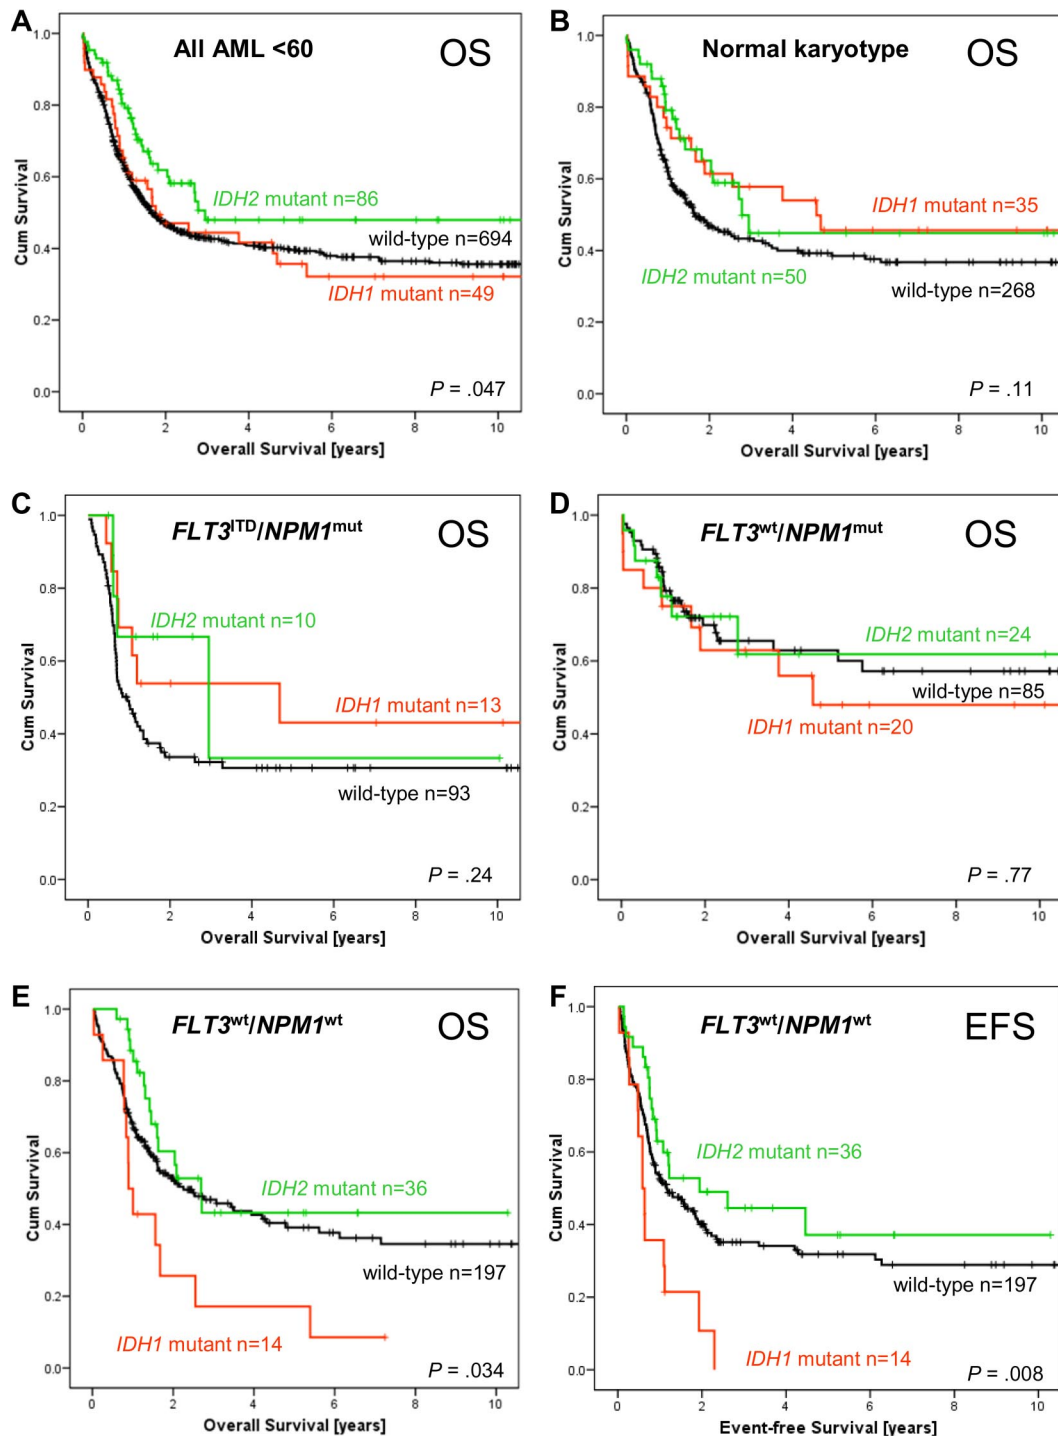 A
All AML <60
OS
Cum Survival
1.0
0.8
0.6
0.4
0.2
0.0
IDH2 mutant n=86
wild-type n=694
IDH1 mutant n=49
P = .047
0 2 4 6 8 10
Overall Survival [years]
B
Normal karyotype
OS
Cum Survival
1.0
0.8
0.6
0.4
0.2
0.0
IDH1 mutant n=35
IDH2 mutant n=50
wild-type n=268
P = .11
0 2 4 6 8 10
Overall Survival [years]
C
FLT3ITD/NPM1mut
OS
Cum Survival
1.0
0.8
0.6
0.4
0.2
0.0
IDH2 mutant n=10
IDH1 mutant n=13
wild-type n=93
P = .24
0 2 4 6 8 10
Overall Survival [years]
D
FLT3wt/NPM1mut
OS
Cum Survival
1.0
0.8
0.6
0.4
0.2
0.0
IDH2 mutant n=24
wild-type n=85
IDH1 mutant n=20
P = .77
0 2 4 6 8 10
Overall Survival [years]
E
FLT3wt/NPM1wt
OS
Cum Survival
1.0
0.8
0.6
0.4
0.2
0.0
IDH2 mutant n=36
wild-type n=197
IDH1 mutant n=14
P = .034
0 2 4 6 8 10
Overall Survival [years]
F
FLT3wt/NPM1wt
EFS
Cum Survival
1.0
0.8
0.6
0.4
0.2
0.0
IDH2 mutant n=36
wild-type n=197
IDH1 mutant n=14
P = .008
0 2 4 6 8 10
Event-free Survival [years]